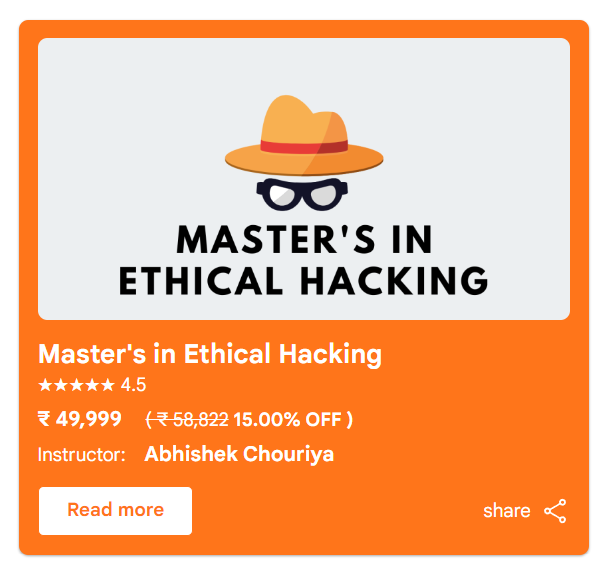 MASTER'S IN
ETHICAL HACKING
Master's in Ethical Hacking
★★★★★ 4.5
₹ 49,999 ( ₹ 58,822 15.00% OFF )
Instructor: Abhishek Chouriya
Read more share